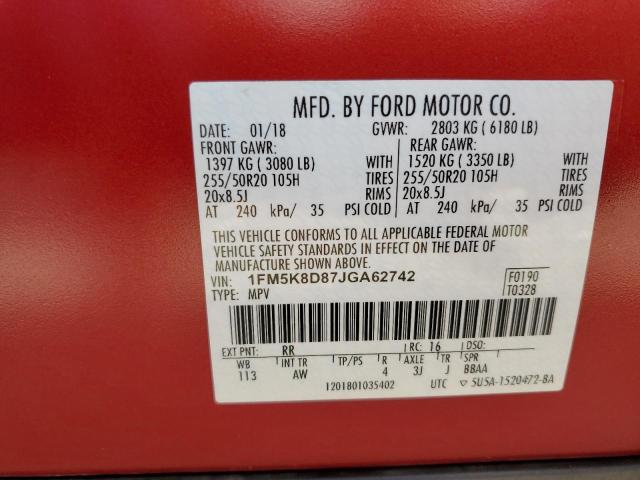 MFD. BY FORD MOTOR CO.
DATE: 01/18 GVWR: 2803 KG ( 6180 LB)
FRONT GAWR: REAR GAWR:
1397 KG ( 3080 LB) WITH 1520 KG ( 3350 LB) WITH
255/50R20 105H TIRES 255/50R20 105H TIRES
20x8.5J RIMS 20x8.5J RIMS
AT 240 kPa/ 35 PSI COLD AT 240 kPa/ 35 PSI COLD
THIS VEHICLE CONFORMS TO ALL APPLICABLE FEDERAL MOTOR
VEHICLE SAFETY STANDARDS IN EFFECT ON THE DATE OF
MANUFACTURE SHOWN ABOVE.
VIN: 1FM5K8D87JGA62742 F0190
TYPE: MPV T0328
EXT PNT: RR RC: 16 DSO:
WB INT TR TP/PS R AXLE TR SPR
113 AW 4 3J J BBAA
1201801035402 UTC ▽ 5U5A-1520472-BA